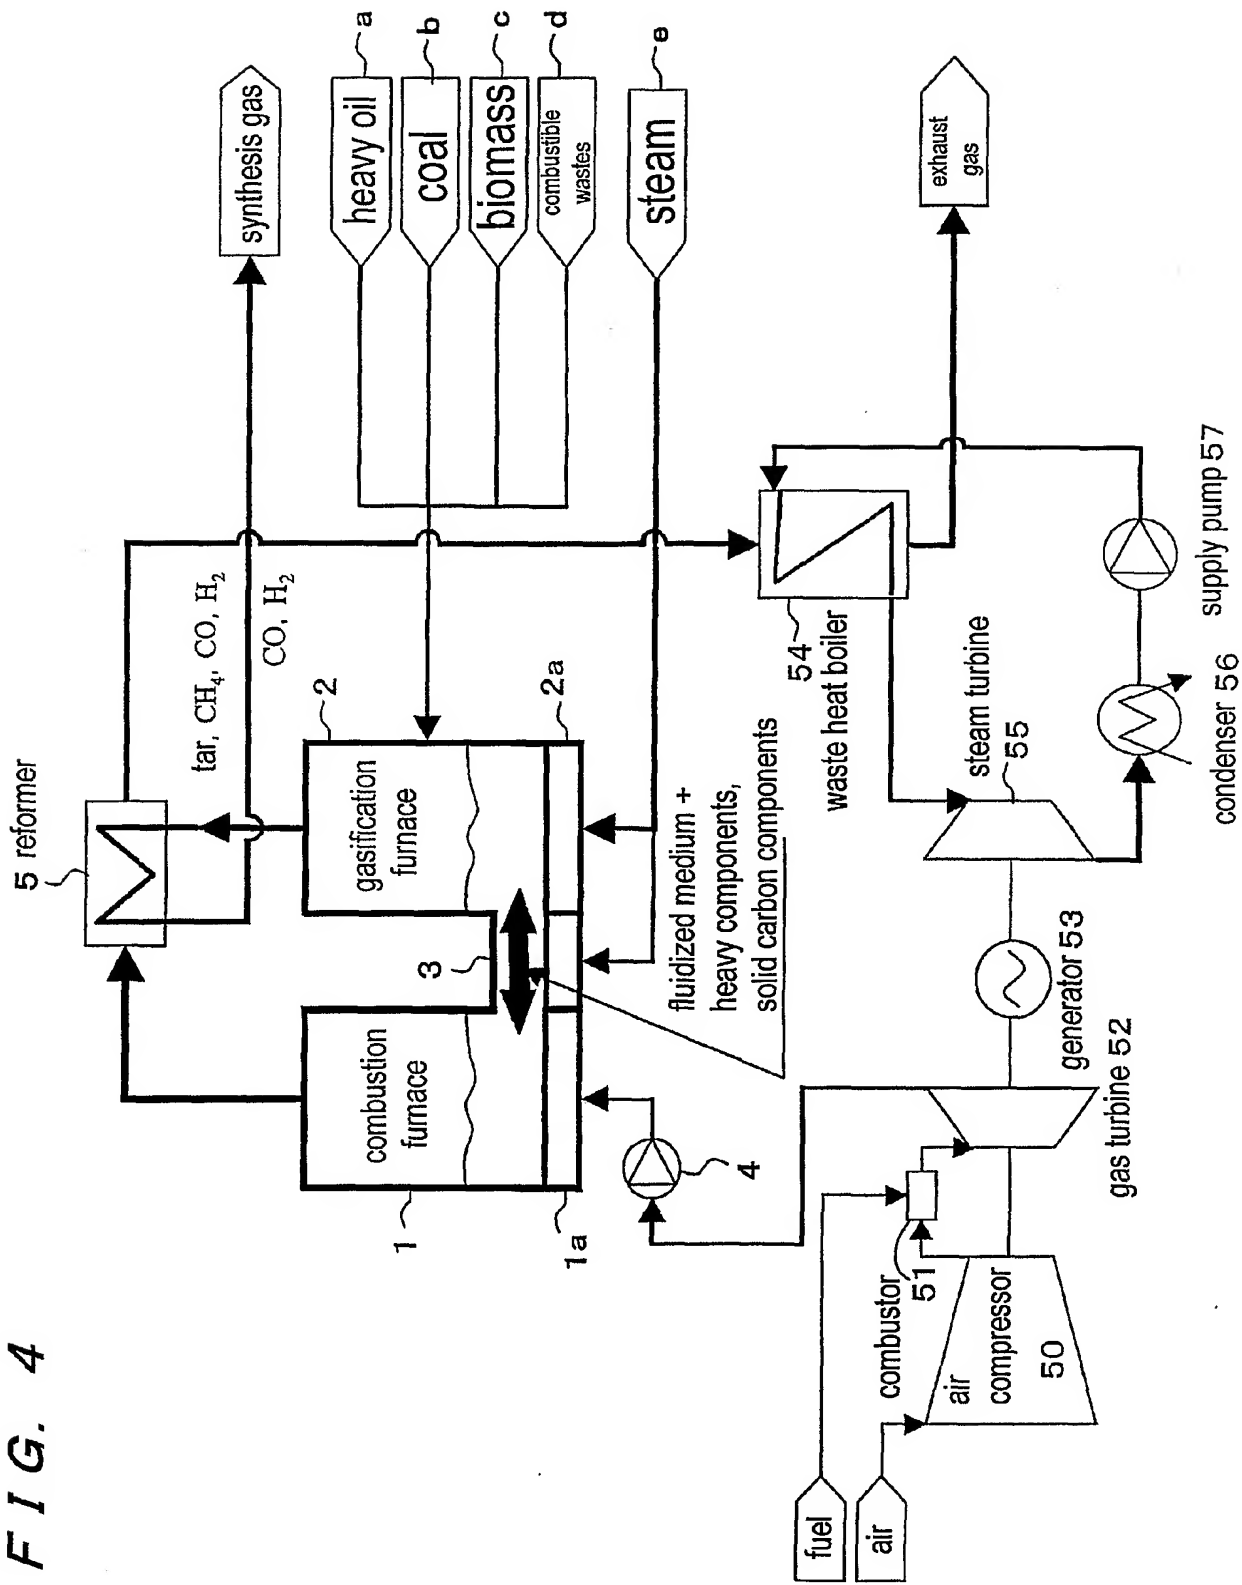 FIG. 4
5 reformer
synthesis gas
tar, CH4, CO, H2
CO, H2
heavy oil
a
coal
b
biomass
c
combustible
wastes
d
steam
e
1
combustion
furnace
1a
3
gasification
furnace
2
2a
4
fluidized medium +
heavy components,
solid carbon components
54
waste heat boiler
exhaust
gas
fuel
air
combustor
51
air
compressor
50
gas turbine 52
generator 53
steam turbine
55
condenser 56
supply pump 57